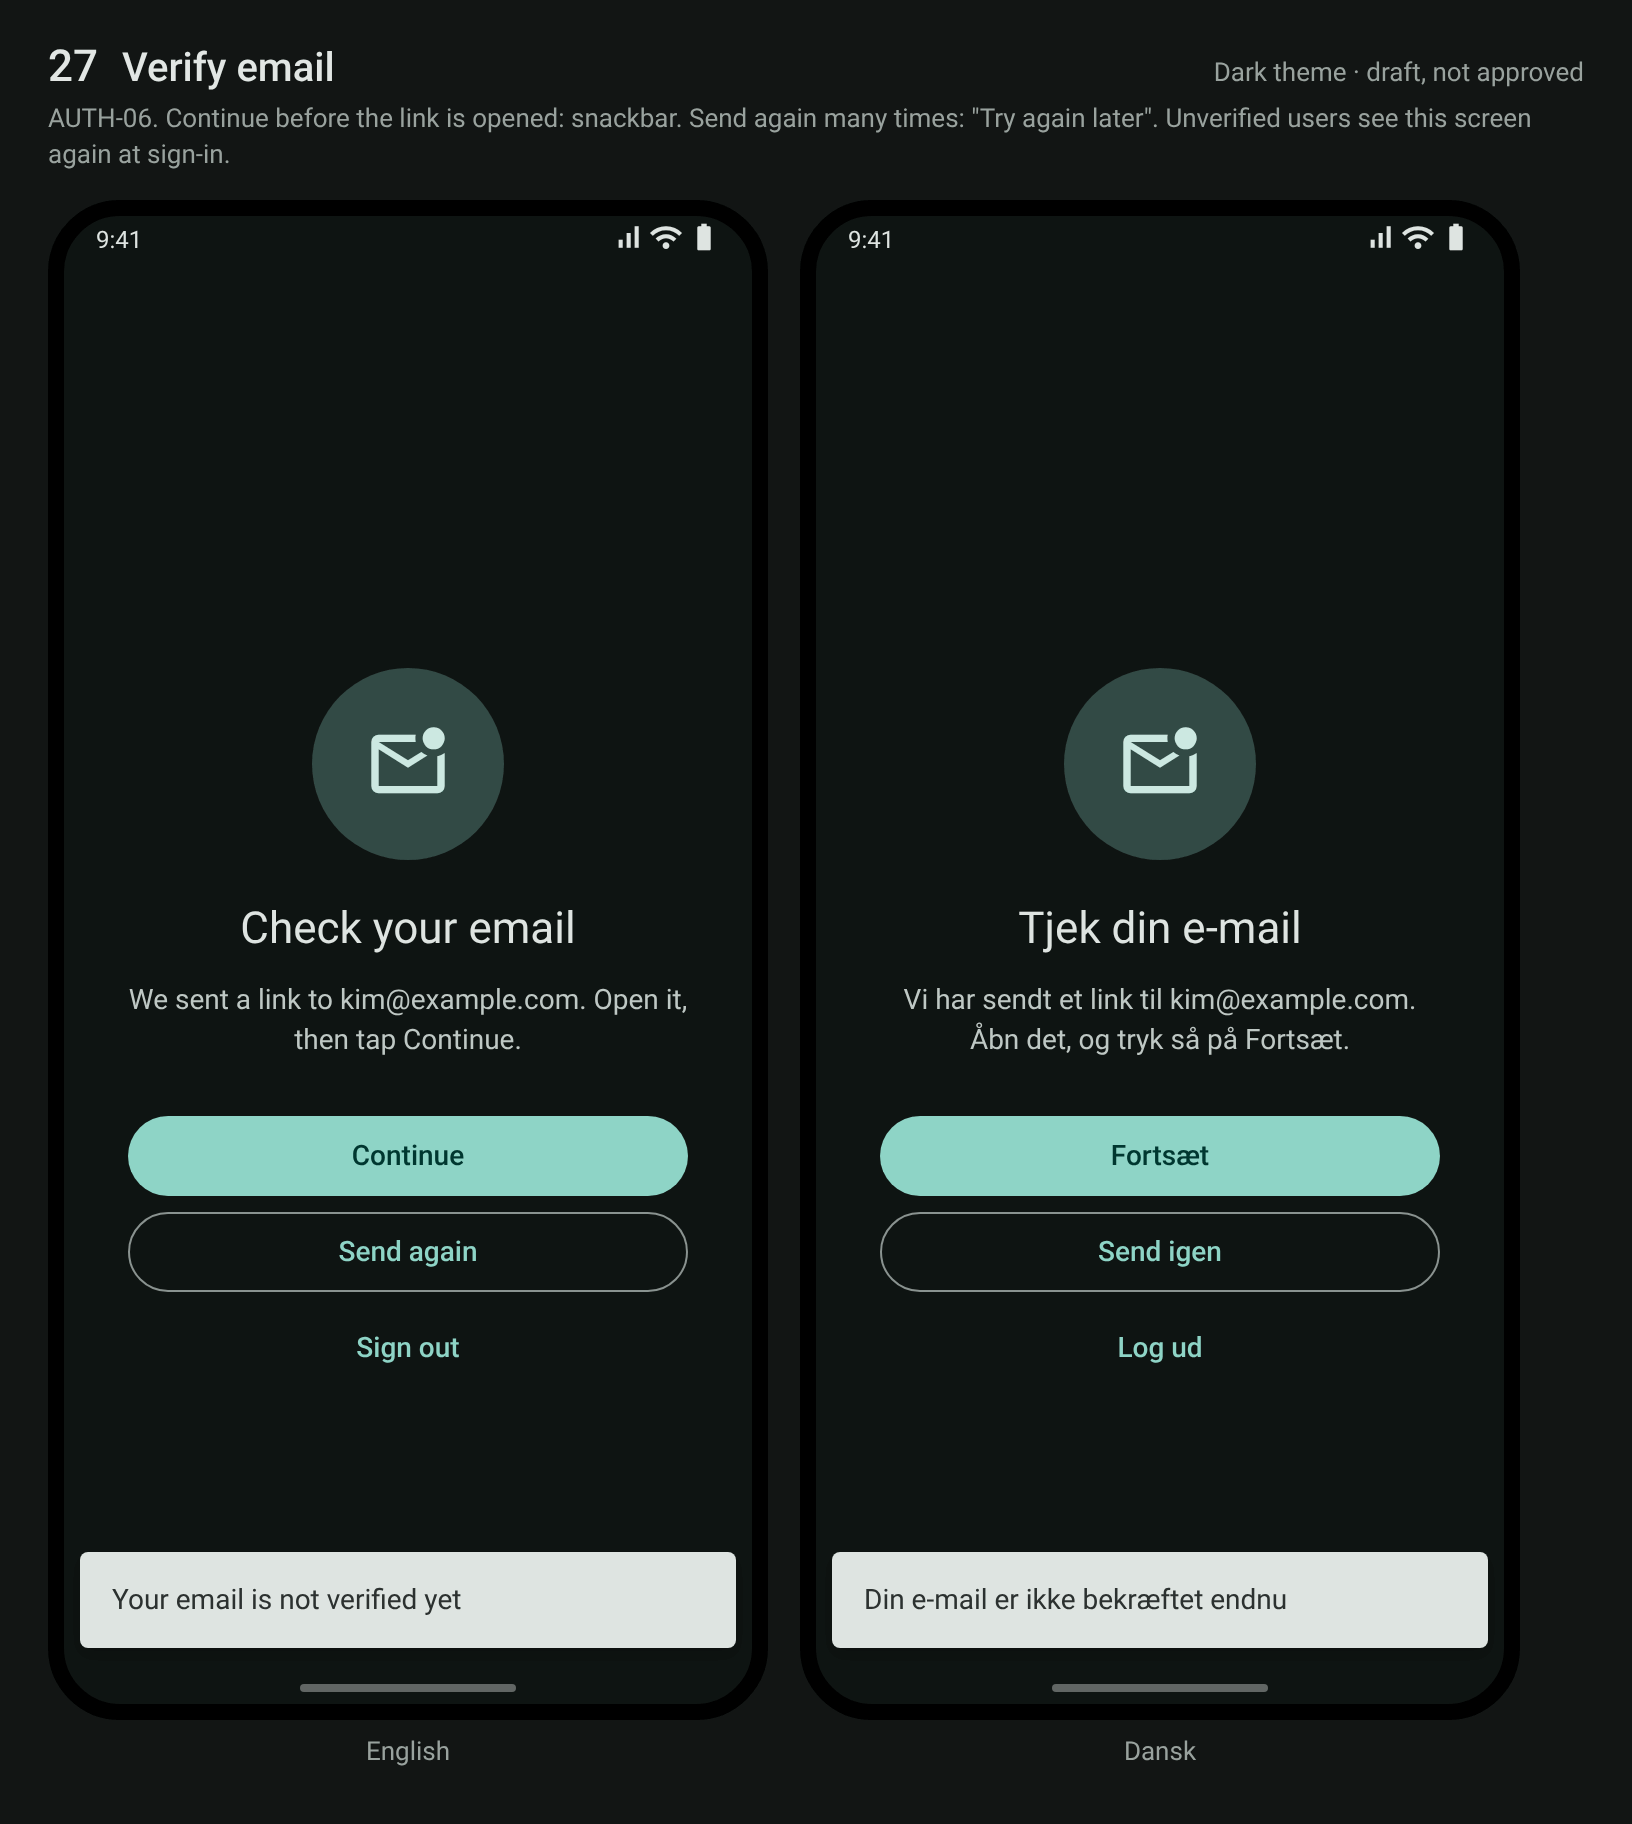 27 Verify email
Dark theme · draft, not approved
AUTH-06. Continue before the link is opened: snackbar. Send again many times: "Try again later". Unverified users see this screen
again at sign-in.
9:41
Check your email
We sent a link to kim@example.com. Open it,
then tap Continue.
Continue
Send again
Sign out
Your email is not verified yet
English
9:41
Tjek din e-mail
Vi har sendt et link til kim@example.com.
Åbn det, og tryk så på Fortsæt.
Fortsæt
Send igen
Log ud
Din e-mail er ikke bekræftet endnu
Dansk